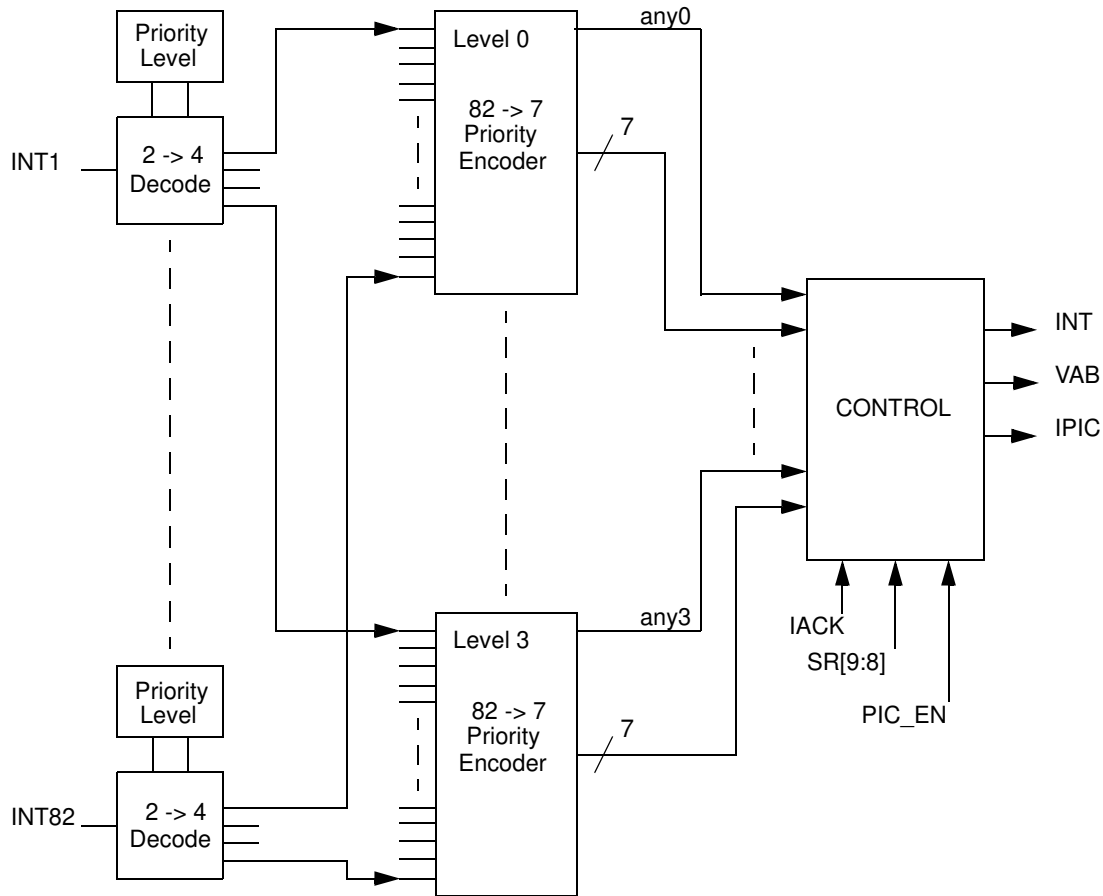 Priority
Level
INT1
2 -> 4
Decode
Level 0
82 -> 7
Priority
Encoder
any0
7
INT
VAB
IPIC
CONTROL
IACK
SR[9:8]
PIC_EN
Priority
Level
INT82
2 -> 4
Decode
Level 3
82 -> 7
Priority
Encoder
any3
7